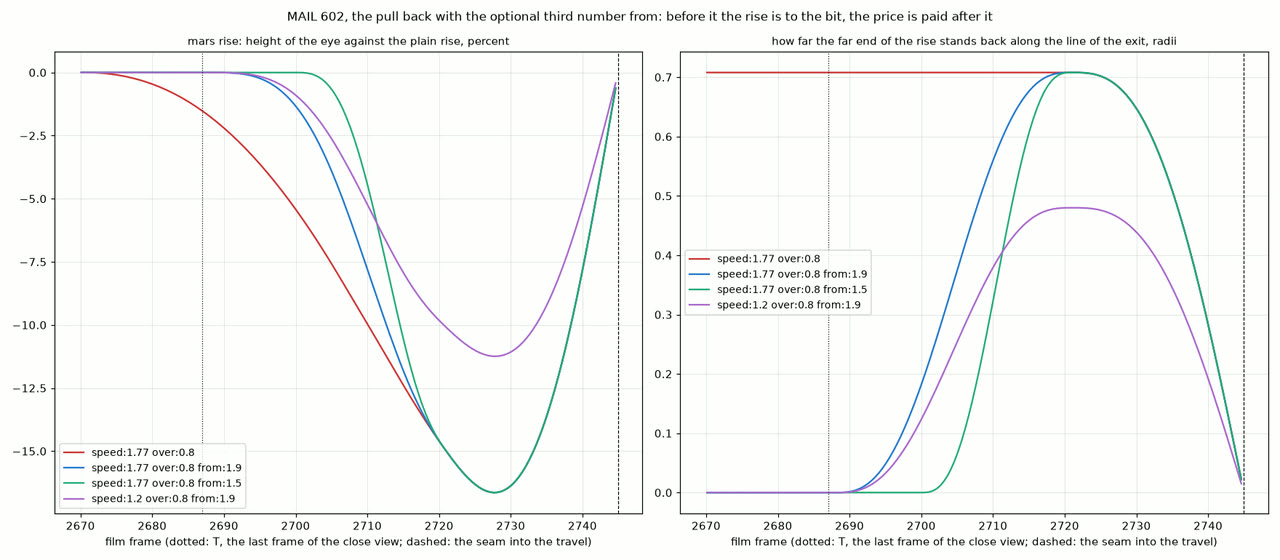 MAIL 602, the pull back with the optional third number from: before it the rise is to the bit, the price is paid after it
mars rise: height of the eye against the plain rise, percent
0.0
−2.5
−5.0
−7.5
−10.0
−12.5
−15.0
speed:1.77 over:0.8
speed:1.77 over:0.8 from:1.9
speed:1.77 over:0.8 from:1.5
speed:1.2 over:0.8 from:1.9
2670 2680 2690 2700 2710 2720 2730 2740
film frame (dotted: T, the last frame of the close view; dashed: the seam into the travel)
how far the far end of the rise stands back along the line of the exit, radii
0.7
0.6
0.5
0.4
0.3
0.2
0.1
0.0
speed:1.77 over:0.8
speed:1.77 over:0.8 from:1.9
speed:1.77 over:0.8 from:1.5
speed:1.2 over:0.8 from:1.9
2670 2680 2690 2700 2710 2720 2730 2740
film frame (dotted: T, the last frame of the close view; dashed: the seam into the travel)